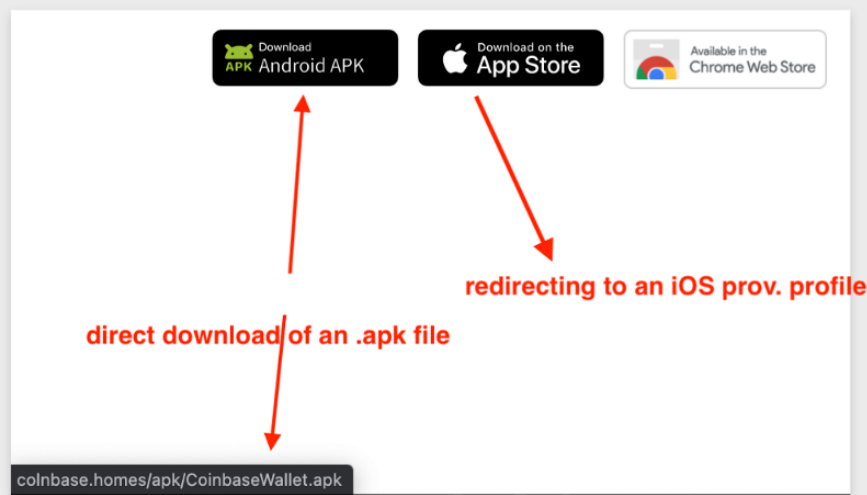 Download
APK Android APK
Download on the
App Store
Available in the
Chrome Web Store
redirecting to an iOS prov. profile
direct download of an .apk file
colnbase.homes/apk/CoinbaseWallet.apk